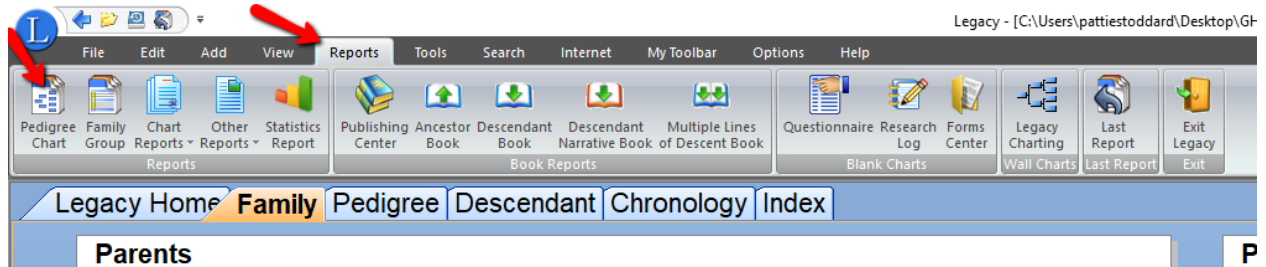 L
Legacy - [C:\Users\pattiestoddard\Desktop\GH
File Edit Add View Reports Tools Search Internet My Toolbar Options Help
Pedigree Family Chart Other Statistics Publishing Ancestor Descendant Descendant Multiple Lines Questionnaire Research Forms Legacy Last Exit
Chart Group Reports Reports Report Center Book Book Narrative Book of Descent Book Log Center Charting Report Legacy
Reports Book Reports Blank Charts Wall Charts Last Report Exit
Legacy Home Family Pedigree Descendant Chronology Index
Parents P